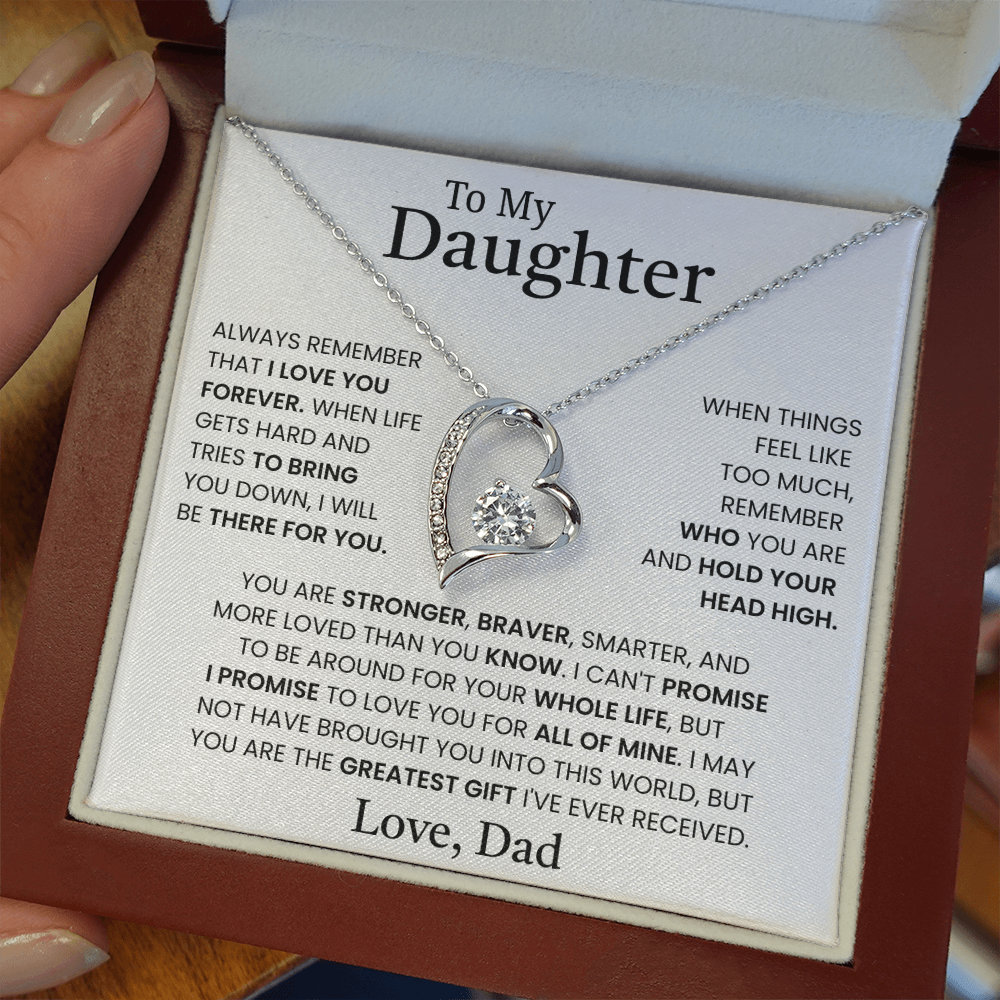 To My
Daughter
ALWAYS REMEMBER
THAT I LOVE YOU
FOREVER. WHEN LIFE
GETS HARD AND
TRIES TO BRING
YOU DOWN, I WILL
BE THERE FOR YOU.
WHEN THINGS
FEEL LIKE
TOO MUCH,
REMEMBER
WHO YOU ARE
AND HOLD YOUR
HEAD HIGH.
YOU ARE STRONGER, BRAVER, SMARTER, AND
MORE LOVED THAN YOU KNOW. I CAN'T PROMISE
TO BE AROUND FOR YOUR WHOLE LIFE, BUT
I PROMISE TO LOVE YOU FOR ALL OF MINE. I MAY
NOT HAVE BROUGHT YOU INTO THIS WORLD, BUT
YOU ARE THE GREATEST GIFT I'VE EVER RECEIVED.
Love, Dad